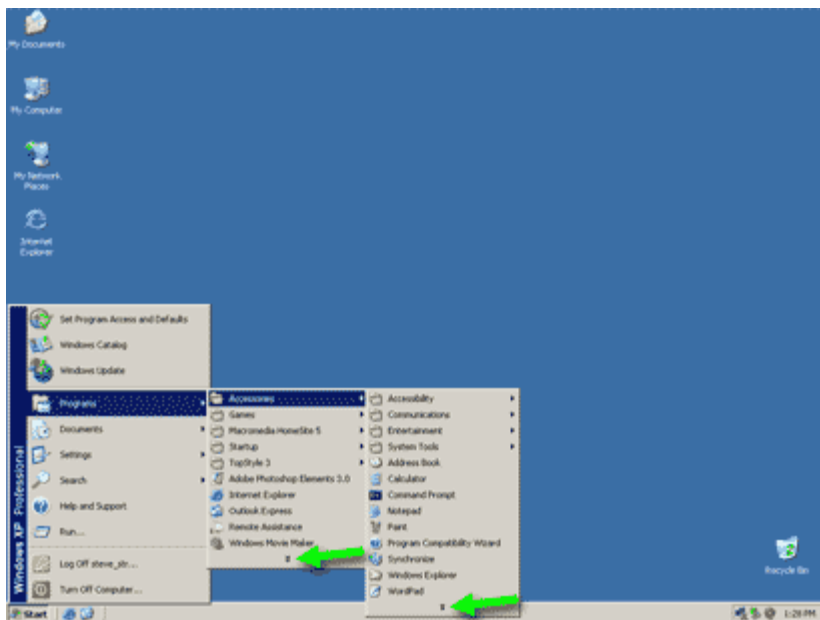 My Documents
My Computer
My Network
Places
Internet
Explorer
Set Program Access and Defaults
Windows Catalog
Windows Update
Programs
Documents
Settings
Search
Help and Support
Run...
Log Off steve_str...
Turn Off Computer...
Windows XP Professional
Accessories
Games
Macromedia HomeSite 5
Startup
TopStyle 3
Adobe Photoshop Elements 3.0
Internet Explorer
Outlook Express
Remote Assistance
Windows Movie Maker
Accessibility
Communications
Entertainment
System Tools
Address Book
Calculator
Command Prompt
Notepad
Paint
Program Compatibility Wizard
Synchronize
Windows Explorer
WordPad
Recycle Bin
Start
1:28 PM